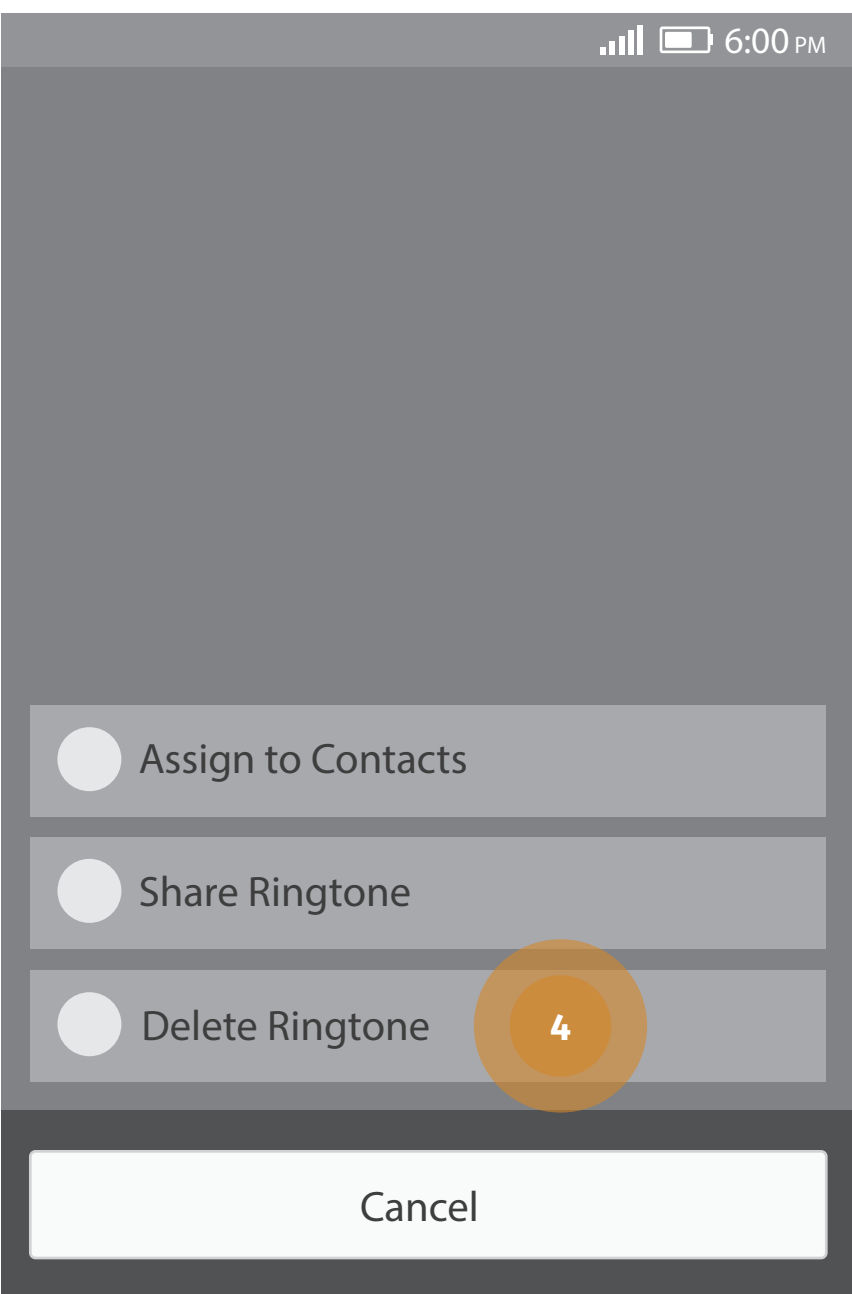 6:00 PM
Assign to Contacts
Share Ringtone
Delete Ringtone 4
Cancel